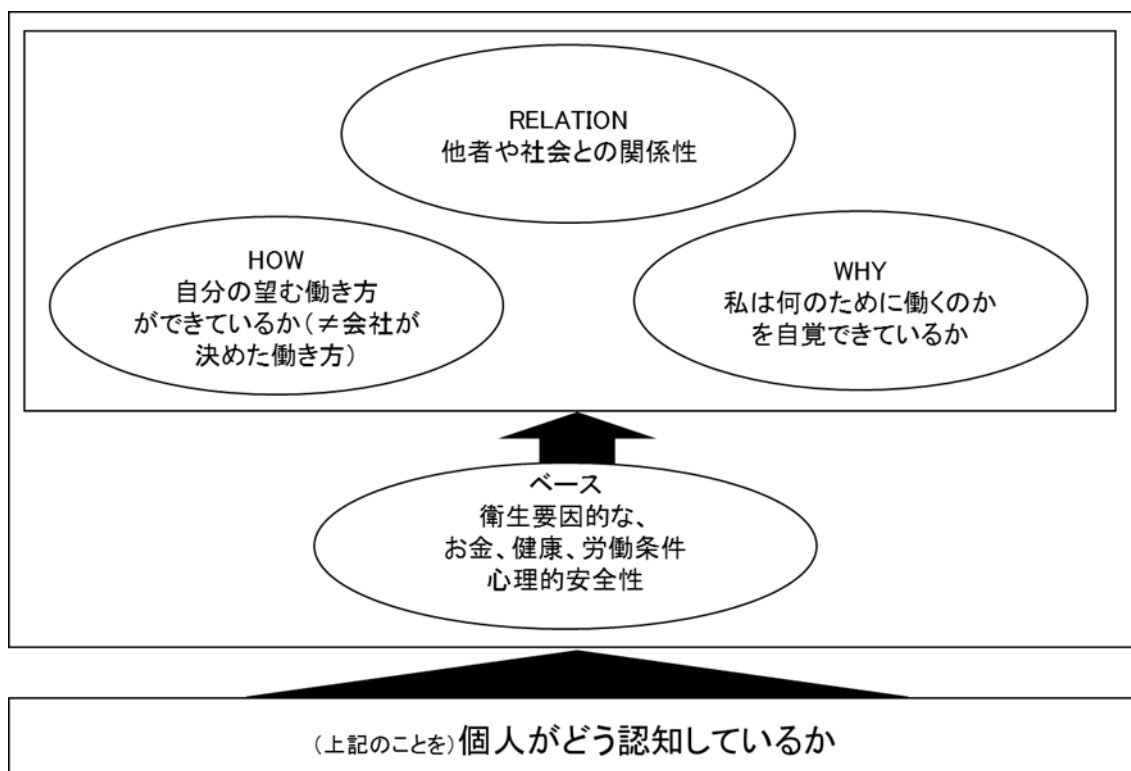 RELATION
他者や社会との関係性
HOW
自分の望む働き方
ができているか(≠会社が
決めた働き方)
WHY
私は何のために働くのか
を自覚できているか
ベース
衛生要因的な、
お金、健康、労働条件
心理的安全性
(上記のことを)個人がどう認知しているか